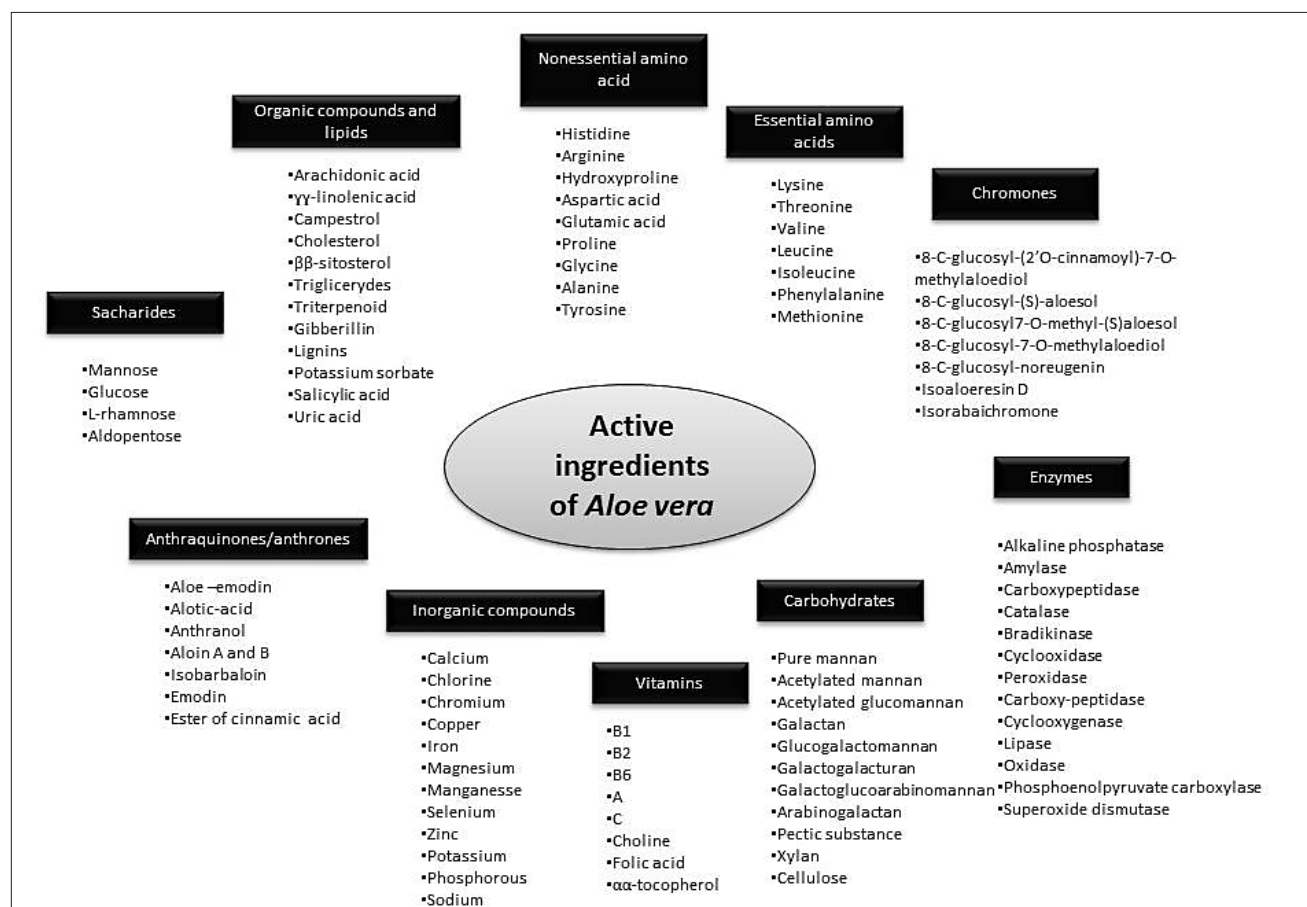 Nonessential amino
acid
▪Histidine
▪Arginine
▪Hydroxyproline
▪Aspartic acid
▪Glutamic acid
▪Proline
▪Glycine
▪Alanine
▪Tyrosine
Organic compounds and
lipids
▪Arachidonic acid
▪γγ-linolenic acid
▪Campestrol
▪Cholesterol
▪ββ-sitosterol
▪Triglicerydes
▪Triterpenoid
▪Gibberillin
▪Lignins
▪Potassium sorbate
▪Salicylic acid
▪Uric acid
Essential amino
acids
▪Lysine
▪Threonine
▪Valine
▪Leucine
▪Isoleucine
▪Phenylalanine
▪Methionine
Chromones
▪8-C-glucosyl-(2’O-cinnamoyl)-7-O-
methylaloediol
▪8-C-glucosyl-(S)-aloesol
▪8-C-glucosyl7-O-methyl-(S)aloesol
▪8-C-glucosyl-7-O-methylaloediol
▪8-C-glucosyl-noreugenin
▪Isoaloeresin D
▪Isorabaichromone
Sacharides
▪Mannose
▪Glucose
▪L-rhamnose
▪Aldopentose
Active
ingredients
of Aloe vera
Enzymes
▪Alkaline phosphatase
▪Amylase
▪Carboxypeptidase
▪Catalase
▪Bradikinase
▪Cyclooxidase
▪Peroxidase
▪Carboxy-peptidase
▪Cyclooxygenase
▪Lipase
▪Oxidase
▪Phosphoenolpyruvate carboxylase
▪Superoxide dismutase
Anthraquinones/anthrones
▪Aloe –emodin
▪Alotic-acid
▪Anthranol
▪Aloin A and B
▪Isobarbaloin
▪Emodin
▪Ester of cinnamic acid
Inorganic compounds
▪Calcium
▪Chlorine
▪Chromium
▪Copper
▪Iron
▪Magnesium
▪Manganesse
▪Selenium
▪Zinc
▪Potassium
▪Phosphorous
▪Sodium
Vitamins
▪B1
▪B2
▪B6
▪A
▪C
▪Choline
▪Folic acid
▪αα-tocopherol
Carbohydrates
▪Pure mannan
▪Acetylated mannan
▪Acetylated glucomannan
▪Galactan
▪Glucogalactomannan
▪Galactogalacturan
▪Galactoglucoarabinomannan
▪Arabinogalactan
▪Pectic substance
▪Xylan
▪Cellulose